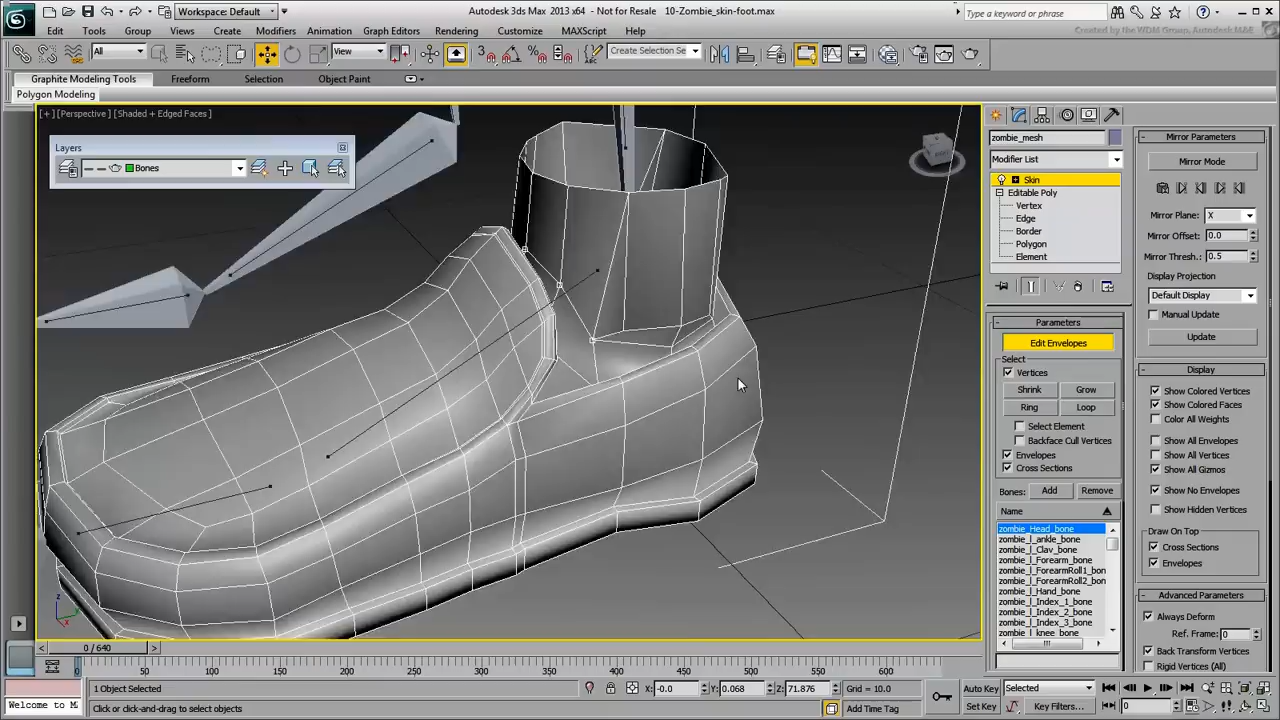 Workspace: Default
Autodesk 3ds Max 2013 x64 - Not for Resale 10-Zombie_skin-foot.max
Type a keyword or phrase
Edit Tools Group Views Create Modifiers Animation Graph Editors Rendering Customize MAXScript Help
Created by the WDM Group, Autodesk M&E
All View Create Selection Se
Graphite Modeling Tools Freeform Selection Object Paint
Polygon Modeling
[+] [Perspective] [Shaded + Edged Faces]
Layers
Bones
zombie_mesh
Modifier List
Skin
Editable Poly
Vertex
Edge
Border
Polygon
Element
Parameters
Edit Envelopes
Select
Vertices
Shrink Grow
Ring Loop
Select Element
Backface Cull Vertices
Envelopes
Cross Sections
Bones: Add Remove
Name
zombie_Head_bone
zombie_l_ankle_bone
zombie_l_Clav_bone
zombie_l_Forearm_bone
zombie_l_ForearmRoll1_bon
zombie_l_ForearmRoll2_bon
zombie_l_Hand_bone
zombie_l_Index_1_bone
zombie_l_Index_2_bone
zombie_l_Index_3_bone
zombie_l_knee_bone
Mirror Parameters
Mirror Mode
Mirror Plane: X
Mirror Offset: 0.0
Mirror Thresh.: 0.5
Display Projection
Default Display
Manual Update
Update
Display
Show Colored Vertices
Show Colored Faces
Color All Weights
Show All Envelopes
Show All Vertices
Show All Gizmos
Show No Envelopes
Show Hidden Vertices
Draw On Top
Cross Sections
Envelopes
Advanced Parameters
Always Deform
Ref. Frame: 0
Back Transform Vertices
Rigid Vertices (All)
0 / 640
0 50 100 150 200 250 300 350 400 450 500 550 600
1 Object Selected X: -0.0 Y: 0.068 Z: 71.876 Grid = 10.0 Auto Key Selected
Welcome to M Click or click-and-drag to select objects Add Time Tag Set Key Key Filters... 0